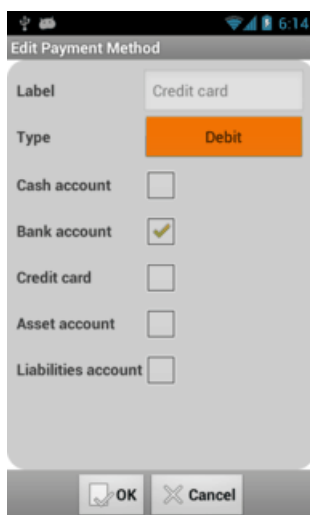 6:14
Edit Payment Method
Label Credit card
Type Debit
Cash account
Bank account
Credit card
Asset account
Liabilities account
OK Cancel